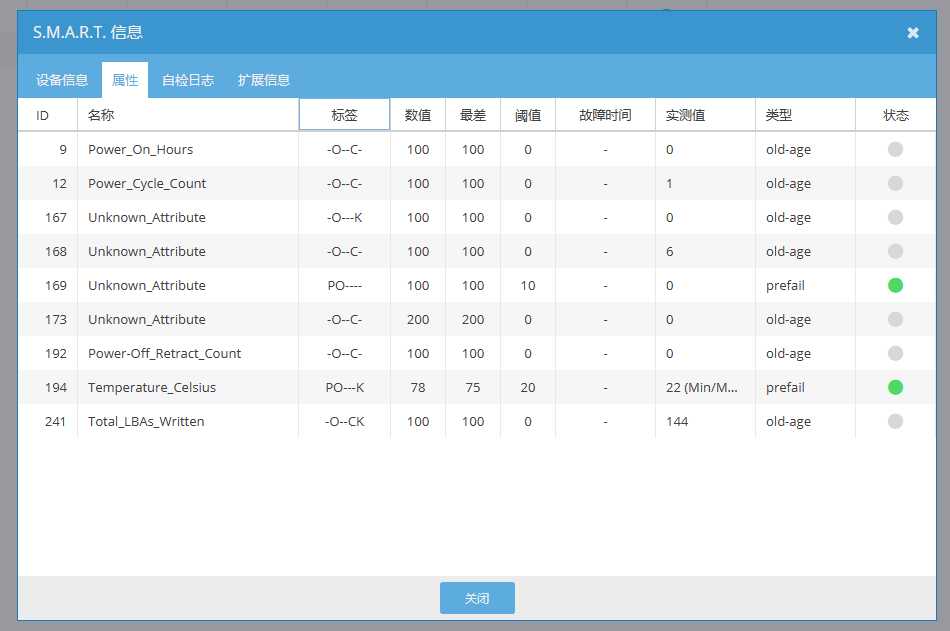 S.M.A.R.T. 信息
设备信息 属性 自检日志 扩展信息
ID 名称 标签 数值 最差 阈值 故障时间 实测值 类型 状态
9 Power_On_Hours -O--C- 100 100 0 - 0 old-age
12 Power_Cycle_Count -O--C- 100 100 0 - 1 old-age
167 Unknown_Attribute -O---K 100 100 0 - 0 old-age
168 Unknown_Attribute -O--C- 100 100 0 - 6 old-age
169 Unknown_Attribute PO---- 100 100 10 - 0 prefail
173 Unknown_Attribute -O--C- 200 200 0 - 0 old-age
192 Power-Off_Retract_Count -O--C- 100 100 0 - 0 old-age
194 Temperature_Celsius PO---K 78 75 20 - 22 (Min/M... prefail
241 Total_LBAs_Written -O--CK 100 100 0 - 144 old-age
关闭